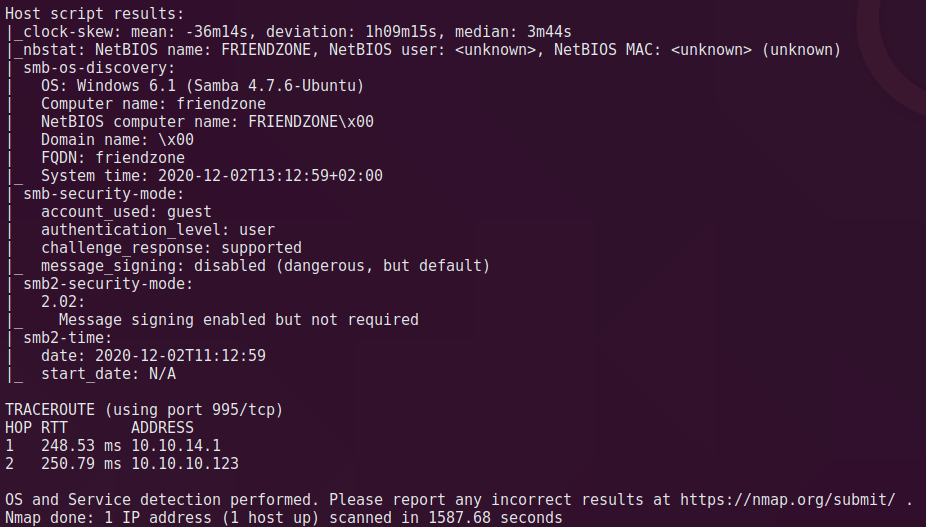 Host script results:
|_clock-skew: mean: -36m14s, deviation: 1h09m15s, median: 3m44s
|_nbstat: NetBIOS name: FRIENDZONE, NetBIOS user: <unknown>, NetBIOS MAC: <unknown> (unknown)
| smb-os-discovery:
|   OS: Windows 6.1 (Samba 4.7.6-Ubuntu)
|   Computer name: friendzone
|   NetBIOS computer name: FRIENDZONE\x00
|   Domain name: \x00
|   FQDN: friendzone
|_  System time: 2020-12-02T13:12:59+02:00
| smb-security-mode:
|   account_used: guest
|   authentication_level: user
|   challenge_response: supported
|_  message_signing: disabled (dangerous, but default)
| smb2-security-mode:
|   2.02:
|_    Message signing enabled but not required
| smb2-time:
|   date: 2020-12-02T11:12:59
|_  start_date: N/A

TRACEROUTE (using port 995/tcp)
HOP RTT       ADDRESS
1   248.53 ms 10.10.14.1
2   250.79 ms 10.10.10.123

OS and Service detection performed. Please report any incorrect results at https://nmap.org/submit/ .
Nmap done: 1 IP address (1 host up) scanned in 1587.68 seconds